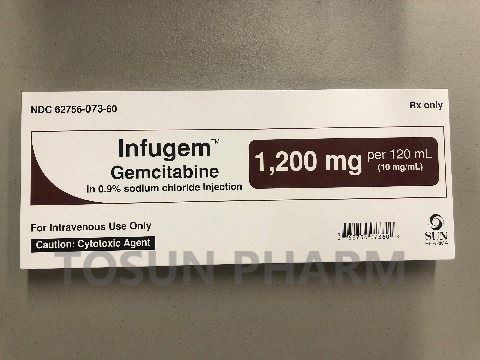 NDC 62756-073-60
Rx only
Infugem™
Gemcitabine
in 0.9% sodium chloride Injection
1,200 mg per 120 mL
(10 mg/mL)
For Intravenous Use Only
Caution: Cytotoxic Agent
SUN
PHARMA
TOSUN PHARM